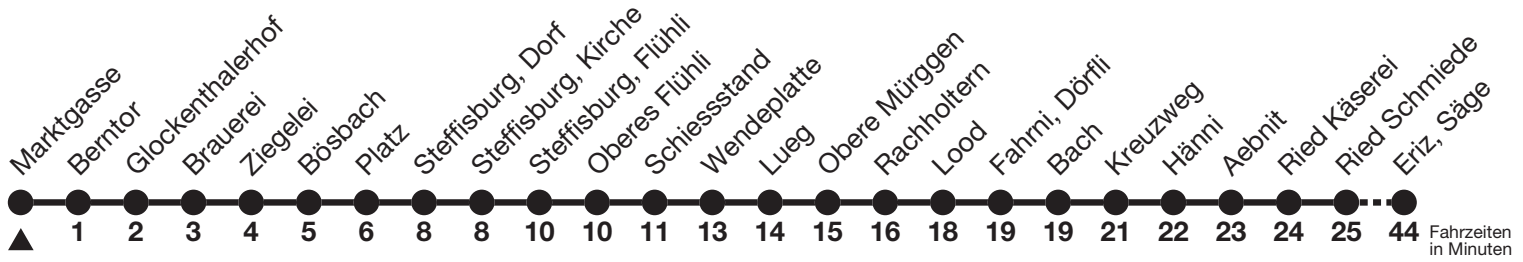 Marktgasse
Berntor
Glockenthalerhof
Brauerei
Ziegelei
Bösbach
Platz
Steffisburg, Dorf
Steffisburg, Kirche
Steffisburg, Flühli
Oberes Flühli
Schiessstand
Wendeplatte
Lueg
Obere Mürggen
Rachholtern
Lood
Fahrni, Dörfli
Bach
Kreuzweg
Hänni
Aebnit
Ried Käserei
Ried Schmiede
Eriz, Säge
1 2 3 4 5 6 8 8 10 10 11 13 14 15 16 18 19 19 21 22 23 24 25 44
Fahrzeiten
in Minuten